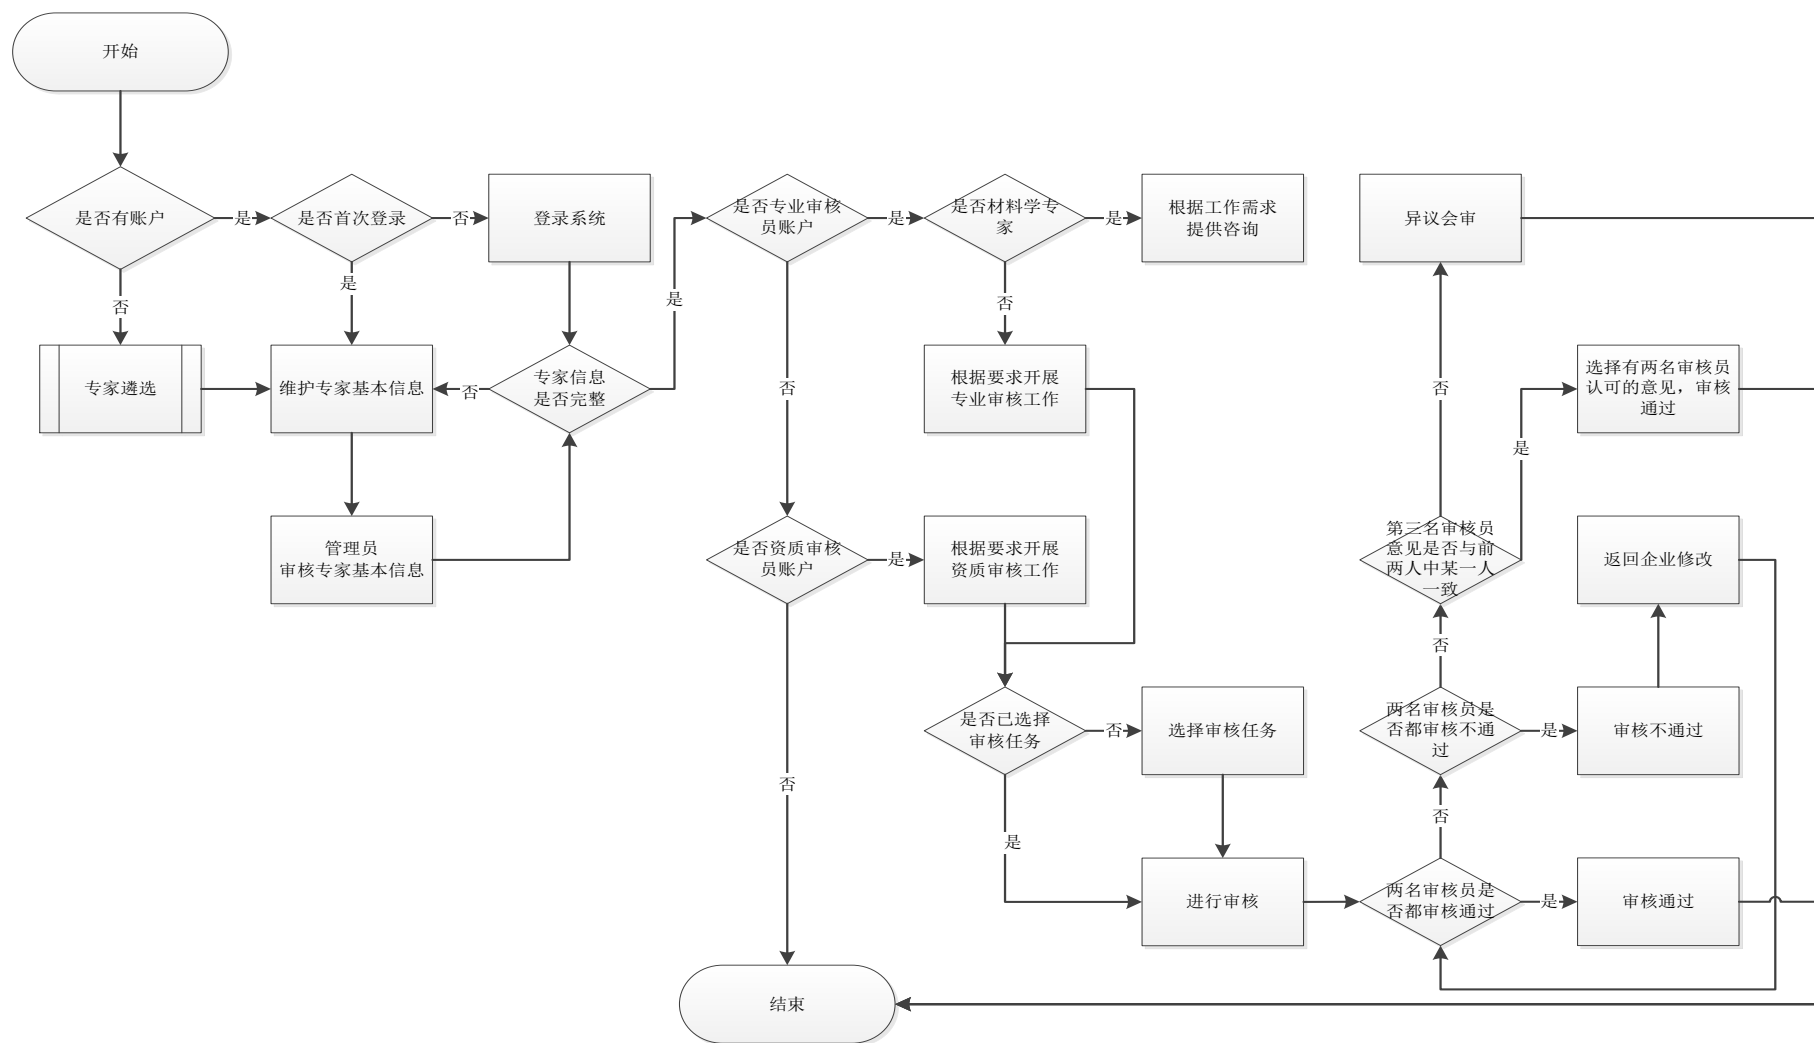 开始
是否有账户
是
是否首次登录
否
登录系统
是否专业审核
员账户
是
是否材料学专
家
是
根据工作需求
提供咨询
异议会审
否
是
是
否
专家遴选
维护专家基本信息
否
专家信息
是否完整
否
根据要求开展
专业审核工作
否
选择有两名审核员
认可的意见，审核
通过
是
管理员
审核专家基本信息
是否资质审核
员账户
是
根据要求开展
资质审核工作
第三名审核员
意见是否与前
两人中某一人
一致
返回企业修改
否
是否已选择
审核任务
否
选择审核任务
两名审核员是
否都审核不通
过
是
审核不通过
否
是
否
进行审核
两名审核员是
否都审核通过
是
审核通过
结束